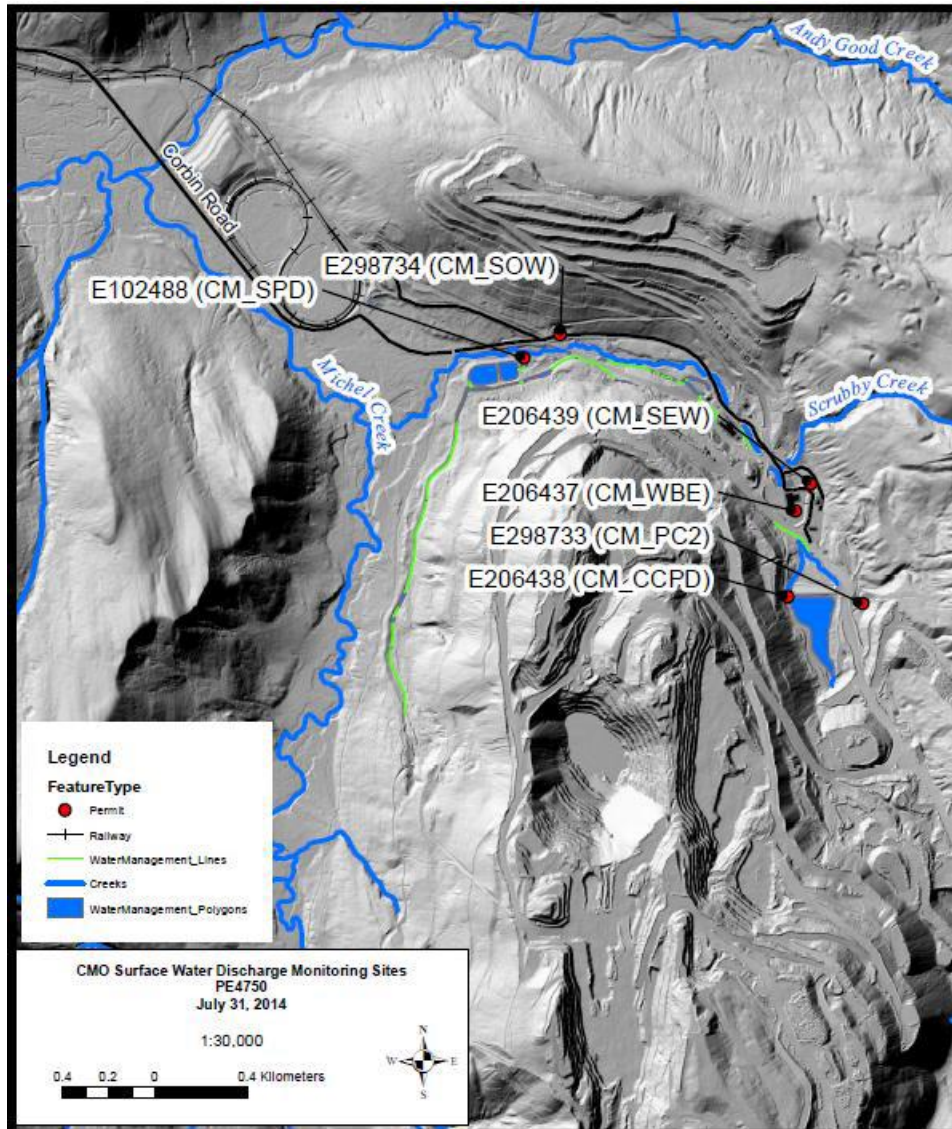 Andy Good Creek
Corbin Road
E298734 (CM_SOW)
E102488 (CM_SPD)
Michel Creek
Scrubby Creek
E206439 (CM_SEW)
E206437 (CM_WBE)
E298733 (CM_PC2)
E206438 (CM_CCPD)
Legend
FeatureType
Permit
Railway
WaterManagement_Lines
Creeks
WaterManagement_Polygons
CMO Surface Water Discharge Monitoring Sites
PE4750
July 31, 2014
1:30,000
0.4 0.2 0 0.4 Kilometers
N
W E
S